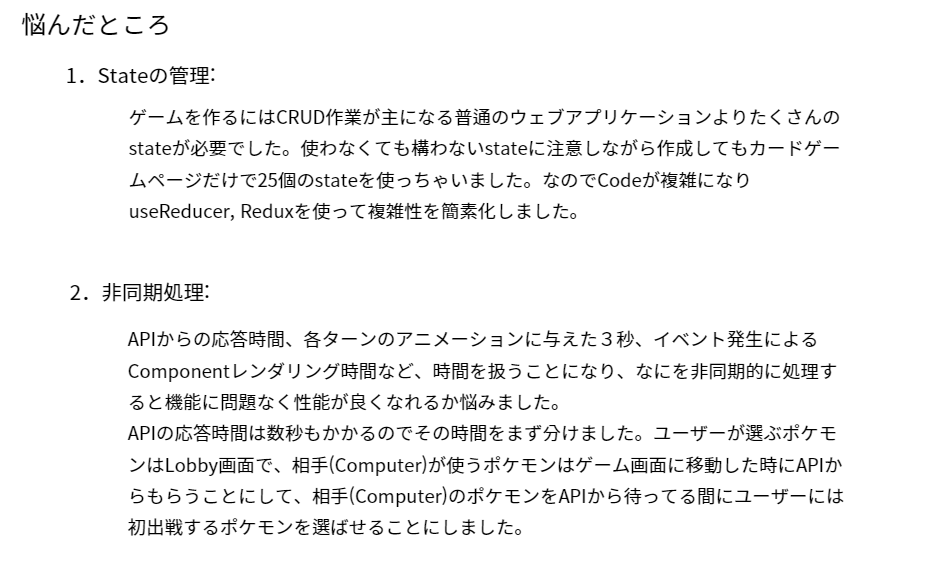 悩んだところ
1. Stateの管理:
ゲームを作るにはCRUD作業が主になる普通のウェブアプリケーションよりたくさんの
stateが必要でした。使わなくても構わないstateに注意しながら作成してもカードゲー
ムページだけで25個のstateを使っちゃいました。なのでCodeが複雑になり
useReducer, Reduxを使って複雑性を簡素化しました。
2. 非同期処理:
APIからの応答時間、各ターンのアニメーションに与えた３秒、イベント発生による
Componentレンダリング時間など、時間を扱うことになり、なにを非同期的に処理す
ると機能に問題なく性能が良くなれるか悩みました。
APIの応答時間は数秒もかかるのでその時間をまず分けました。ユーザーが選ぶポケモ
ンはLobby画面で、相手(Computer)が使うポケモンはゲーム画面に移動した時にAPIか
らもらうことにして、相手(Computer)のポケモンをAPIから待ってる間にユーザーには
初出戦するポケモンを選ばせることにしました。